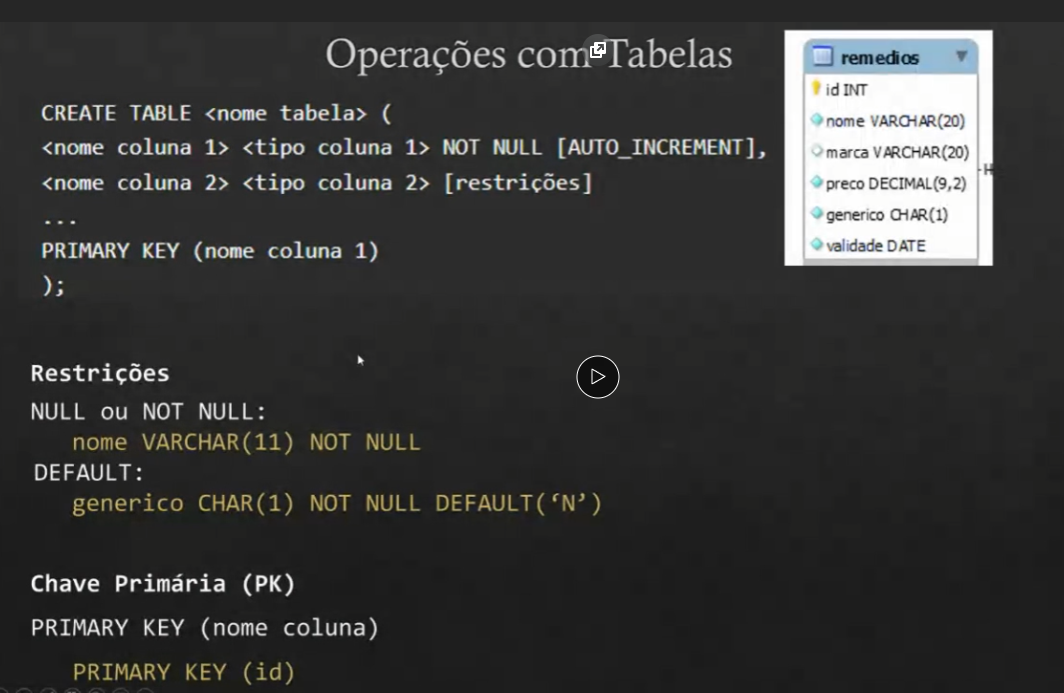 Operações com Tabelas
CREATE TABLE <nome tabela> (
<nome coluna 1> <tipo coluna 1> NOT NULL [AUTO_INCREMENT],
<nome coluna 2> <tipo coluna 2> [restrições]
...
PRIMARY KEY (nome coluna 1)
);
remedios
id INT
nome VARCHAR(20)
marca VARCHAR(20)
preco DECIMAL(9,2)
generico CHAR(1)
validade DATE
Restrições
NULL ou NOT NULL:
nome VARCHAR(11) NOT NULL
DEFAULT:
generico CHAR(1) NOT NULL DEFAULT(‘N’)
Chave Primária (PK)
PRIMARY KEY (nome coluna)
PRIMARY KEY (id)